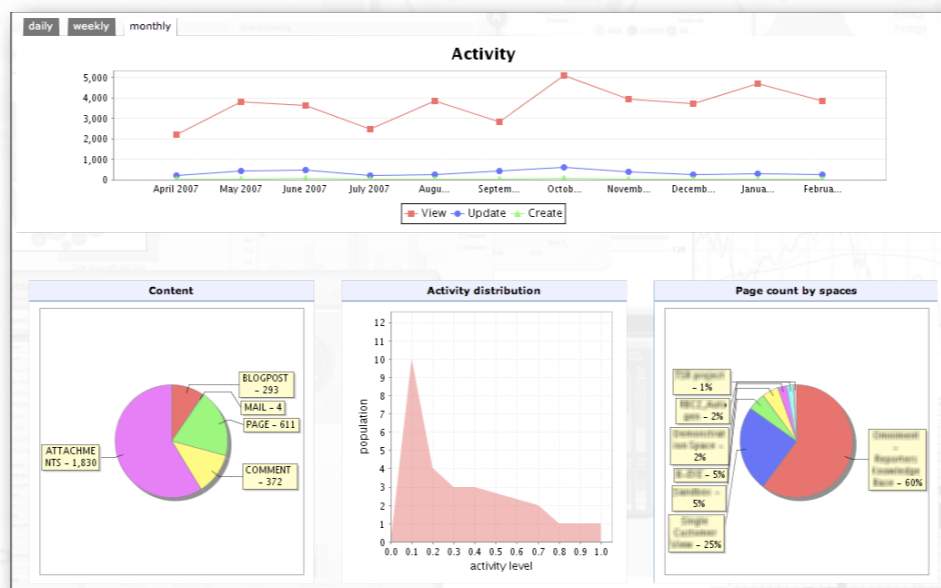 daily weekly monthly
Activity
5,000
4,000
3,000
2,000
1,000
0
April 2007 May 2007 June 2007 July 2007 Augu... Septem... Octob... Novemb... Decemb... Janua... Februa...
View Update Create
Content
BLOGPOST
– 293
MAIL – 4
PAGE – 611
ATTACHME
NTS – 1,830
COMMENT
– 372
Activity distribution
population
12
11
10
9
8
7
6
5
4
3
2
1
0
0.0 0.1 0.2 0.3 0.4 0.5 0.6 0.7 0.8 0.9 1.0
activity level
Page count by spaces
– 1%
– 2%
– 2%
– 5%
5%
– 25%
– 60%